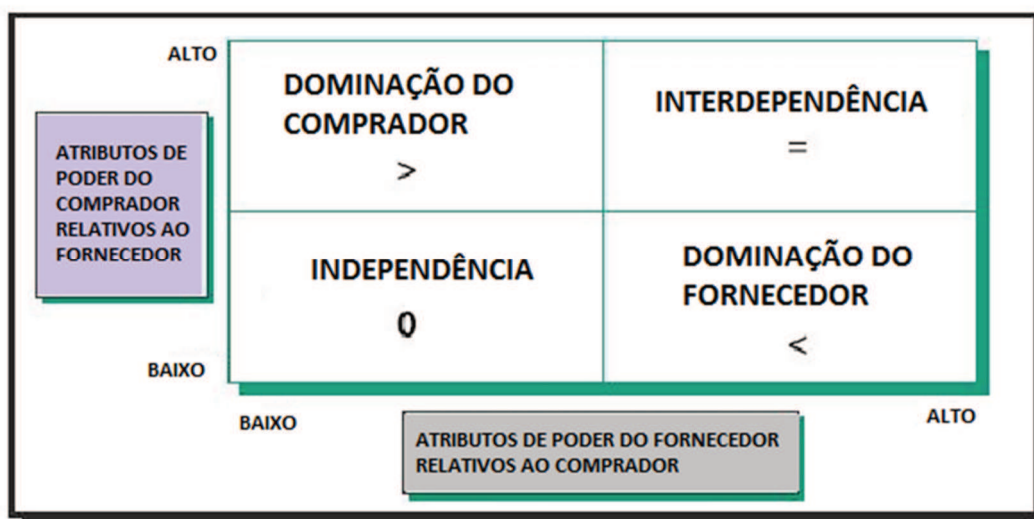 ALTO
DOMINAÇÃO DO
COMPRADOR
>
INTERDEPENDÊNCIA
=
ATRIBUTOS DE
PODER DO
COMPRADOR
RELATIVOS AO
FORNECEDOR
INDEPENDÊNCIA
0
DOMINAÇÃO DO
FORNECEDOR
<
BAIXO
BAIXO
ALTO
ATRIBUTOS DE PODER DO FORNECEDOR
RELATIVOS AO COMPRADOR